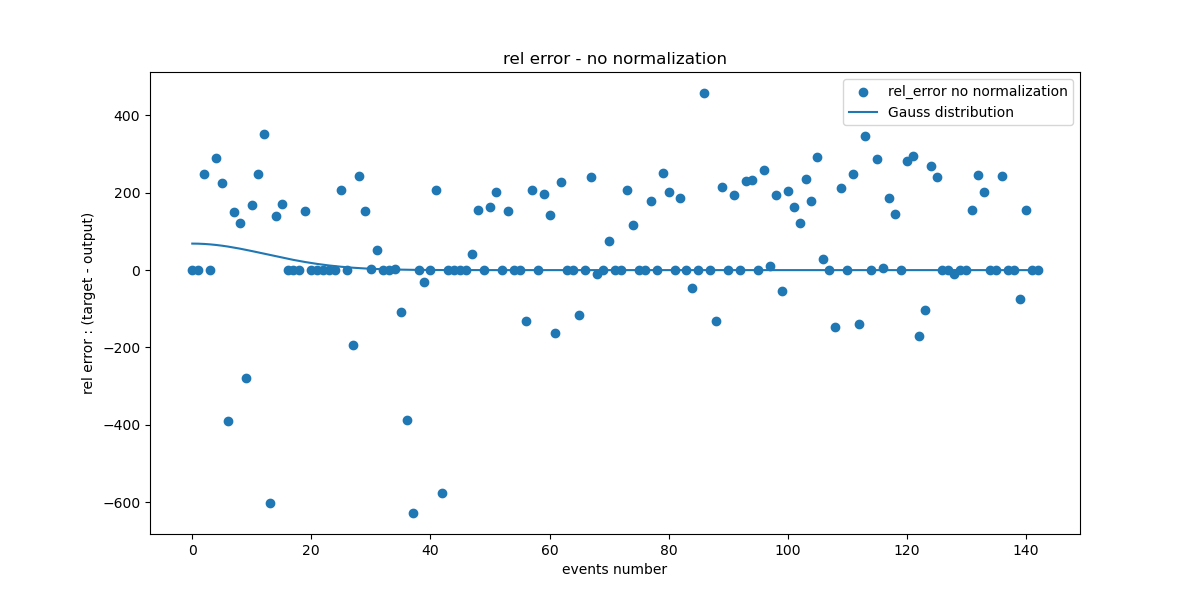 rel error - no normalization
rel_error no normalization
Gauss distribution
rel error : (target - output)
400
200
0
−200
−400
−600
0 20 40 60 80 100 120 140
events number